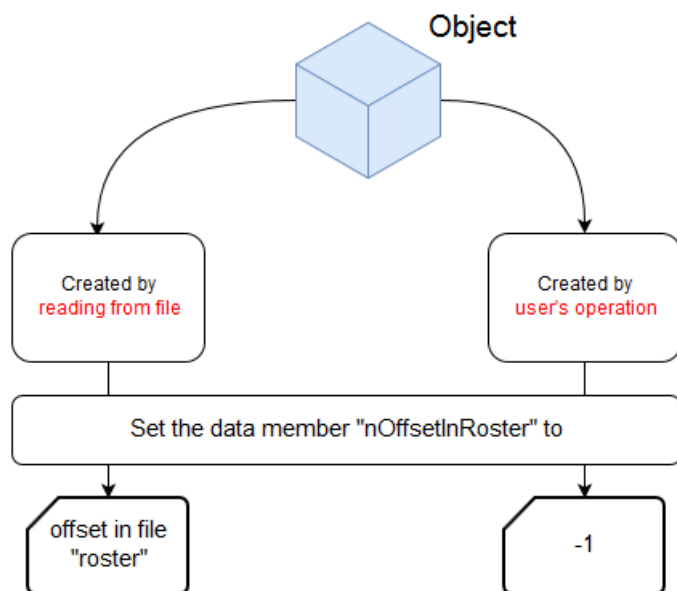 Object
Created by
reading from file
Created by
user's operation
Set the data member "nOffsetInRoster" to
offset in file
"roster"
-1